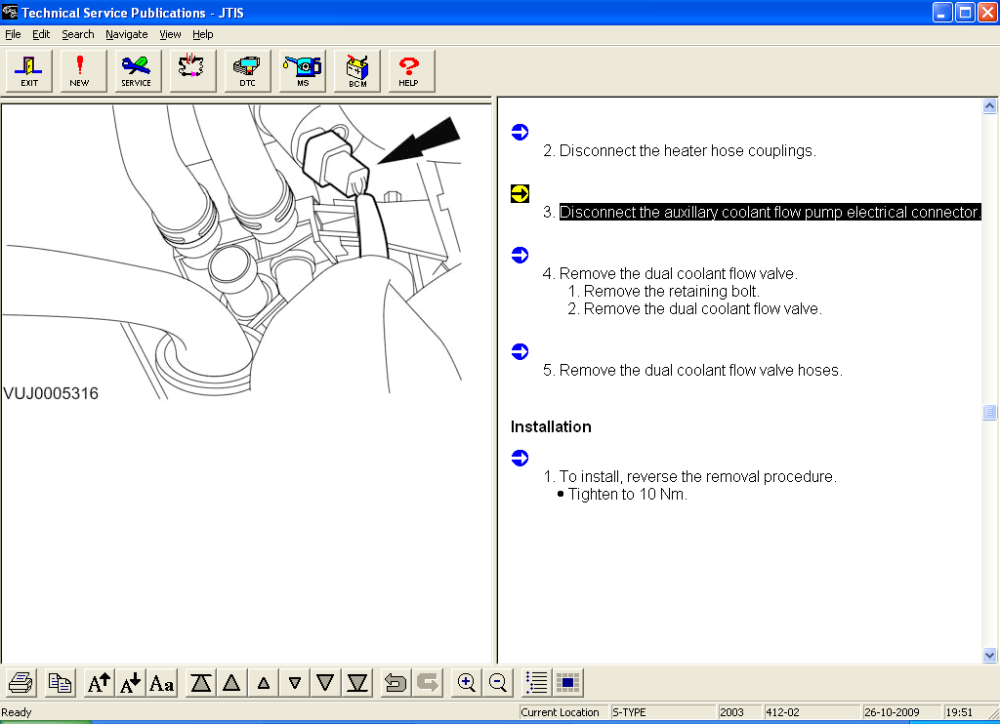 Technical Service Publications - JTIS
File Edit Search Navigate View Help
EXIT NEW SERVICE DTC MS BCM HELP
2. Disconnect the heater hose couplings.
3. Disconnect the auxillary coolant flow pump electrical connector.
4. Remove the dual coolant flow valve.
1. Remove the retaining bolt.
2. Remove the dual coolant flow valve.
5. Remove the dual coolant flow valve hoses.
VUJ0005316
Installation
1. To install, reverse the removal procedure.
• Tighten to 10 Nm.
A A Aa
Ready Current Location S-TYPE 2003 412-02 26-10-2009 19:51